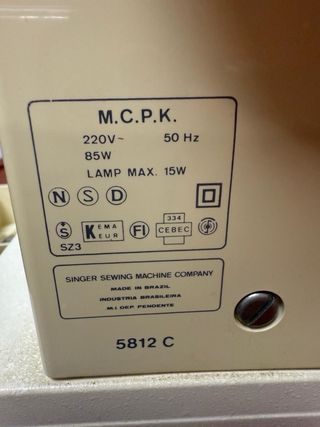 M.C.P.K.
220V~ 50 Hz
85W
LAMP MAX. 15W
N S D
S KEMA KEUR FI 334 CEBEC
SZ3
SINGER SEWING MACHINE COMPANY
MADE IN BRAZIL
INDUSTRIA BRASILEIRA
M.I DEP PENDENTE
5812 C